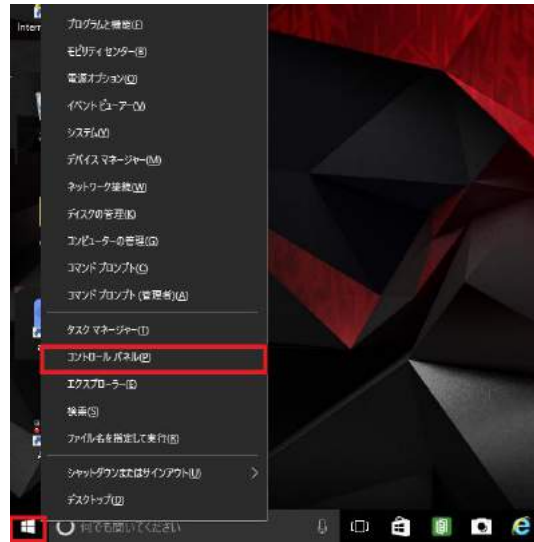 Intern
プログラムと機能(F)
モビリティ センター(B)
電源オプション(O)
イベント ビューアー(V)
システム(Y)
デバイス マネージャー(M)
ネットワーク接続(W)
ディスクの管理(K)
コンピューターの管理(G)
コマンド プロンプト(C)
コマンド プロンプト (管理者)(A)
タスク マネージャー(T)
コントロール パネル(P)
エクスプローラー(E)
検索(S)
ファイル名を指定して実行(R)
シャットダウンまたはサインアウト(U)
デスクトップ(D)
何でも聞いてください